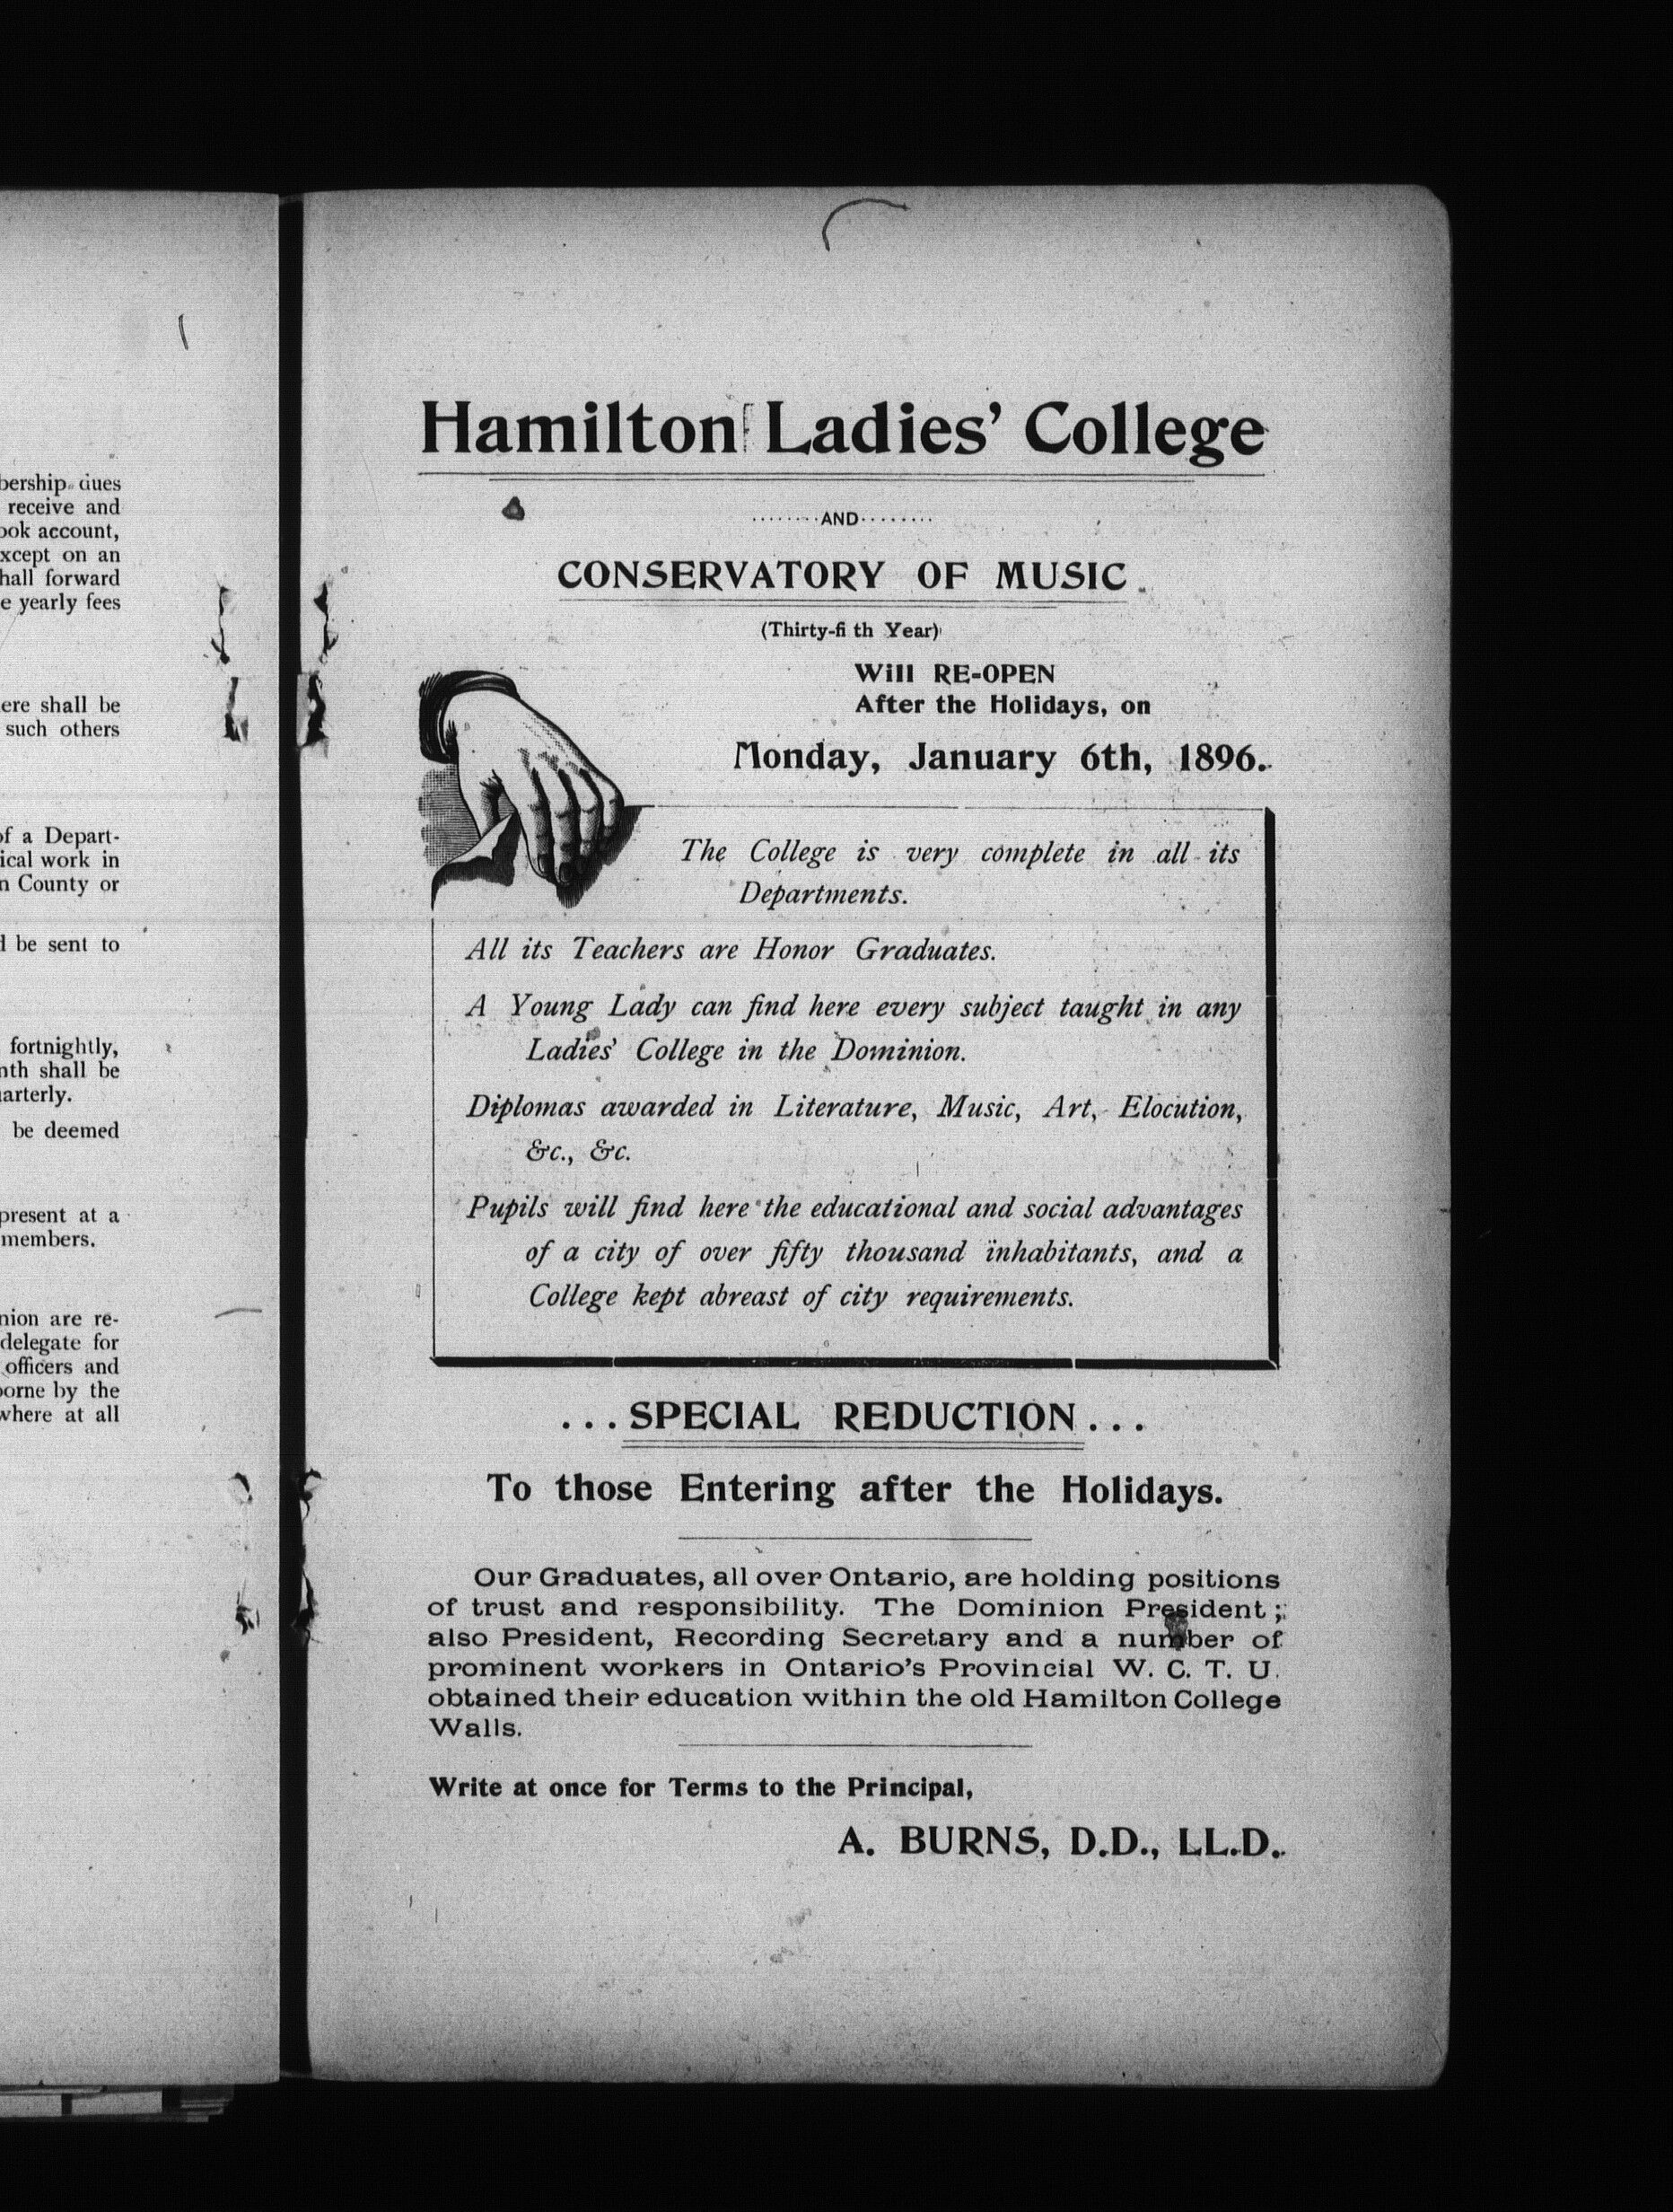 bership dues
receive and
ook account,
xcept on an
hall forward
e yearly fees
ere shall be
such others
of a Depart-
ical work in
n County or
be sent to
fortnightly,
nth shall be
arterly.
be deemed
present at a
members.
nion are re-
delegate for
officers and
orne by the
where at all
Hamilton Ladies' College
........AND........
CONSERVATORY OF MUSIC.
(Thirty-fi th Year)
Will RE-OPEN
After the Holidays, on
Monday, January 6th, 1896.
The College is very complete in all its
Departments.
All its Teachers are Honor Graduates.
A Young Lady can find here every subject taught in any
Ladies' College in the Dominion.
Diplomas awarded in Literature, Music, Art, Elocution,
&c., &c.
Pupils will find here the educational and social advantages
of a city of over fifty thousand inhabitants, and a
College kept abreast of city requirements.
...SPECIAL REDUCTION...
To those Entering after the Holidays.
Our Graduates, all over Ontario, are holding positions
of trust and responsibility. The Dominion President;
also President, Recording Secretary and a number of
prominent workers in Ontario's Provincial W. C. T. U.
obtained their education within the old Hamilton College
Walls.
Write at once for Terms to the Principal,
A. BURNS, D.D., LL.D.